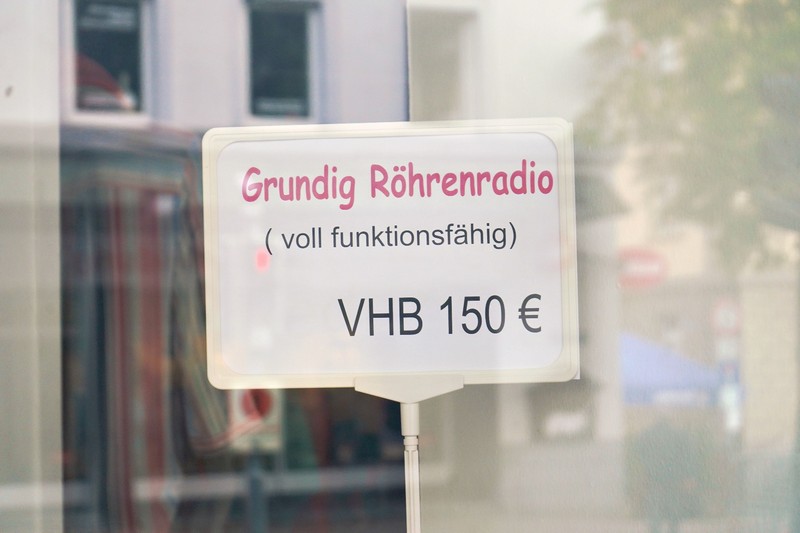 Grundig Röhrenradio
( voll funktionsfähig)
VHB 150 €